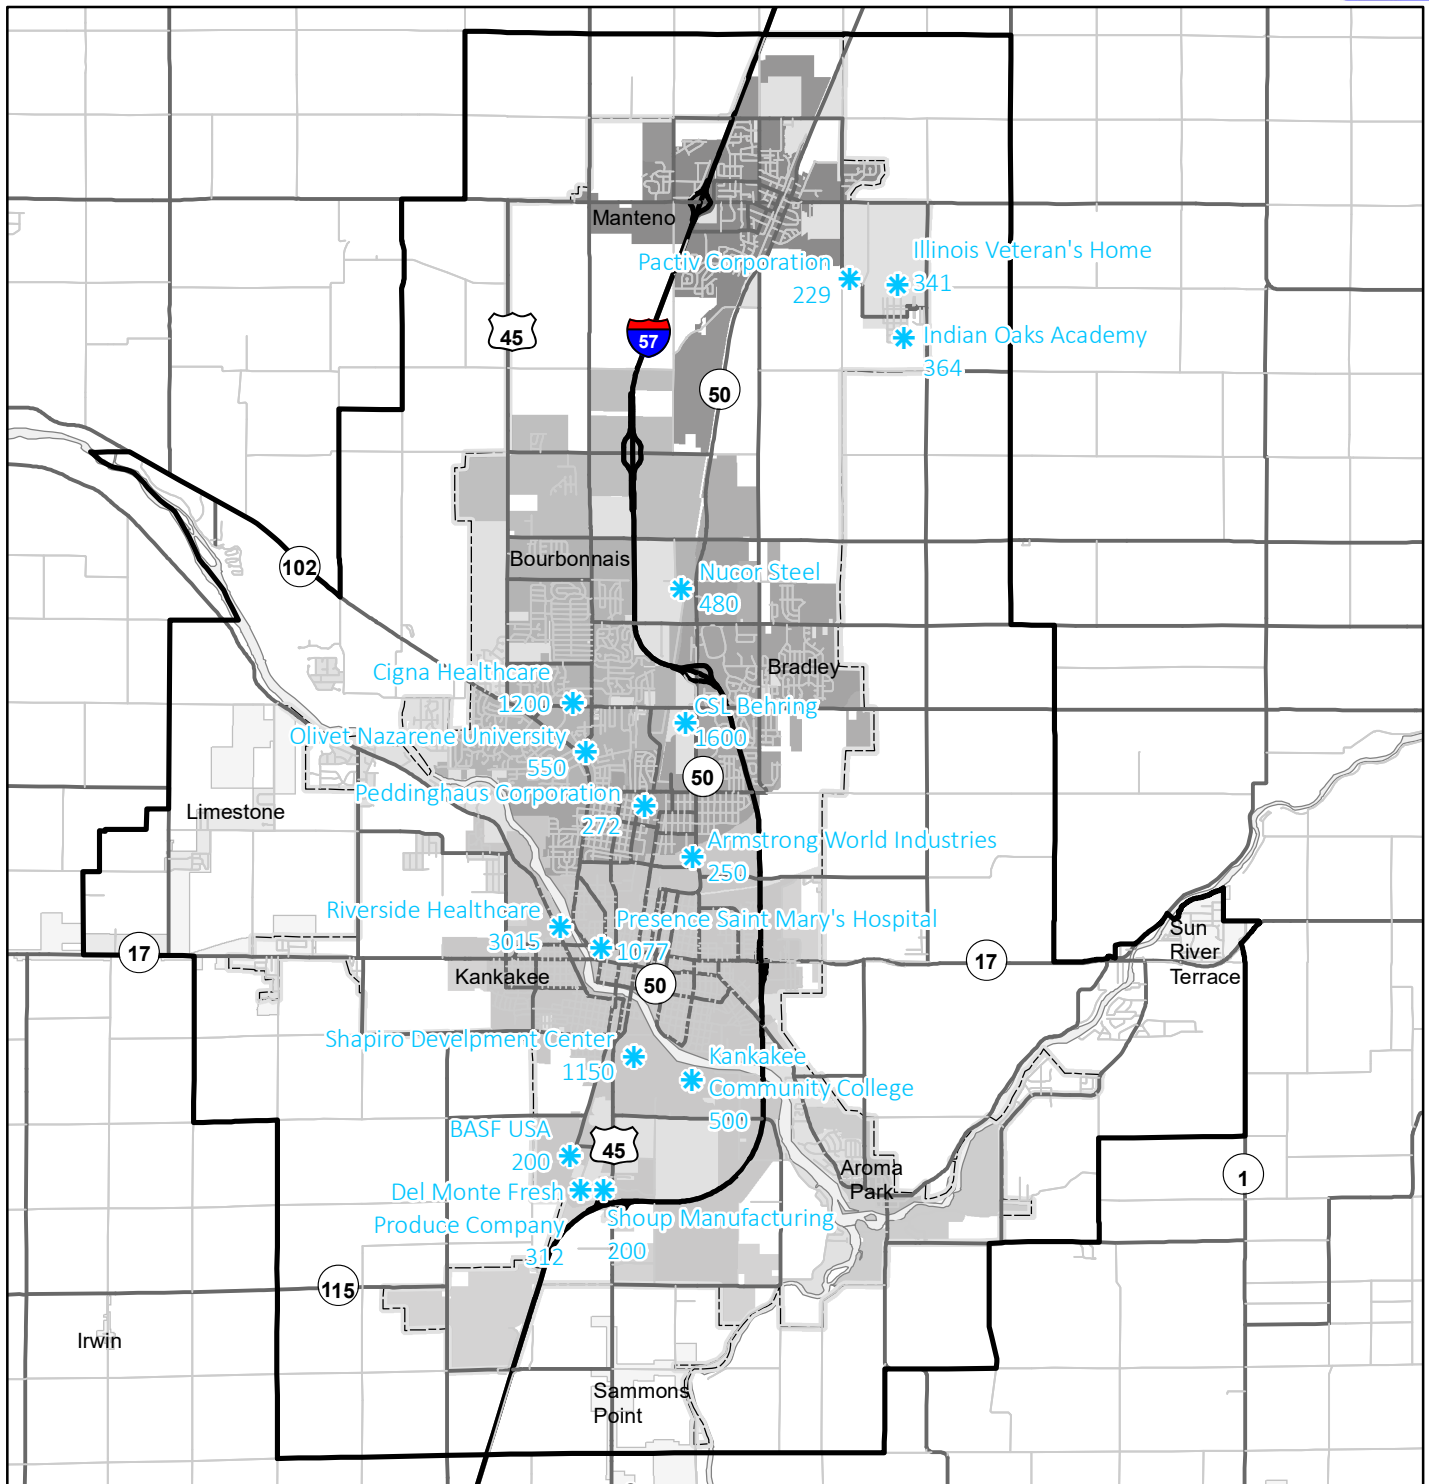 Manteno
Illinois Veteran's Home
341
Pactiv Corporation
229
45
57
Indian Oaks Academy
364
50
Bourbonnais
102
Nucor Steel
480
Bradley
Cigna Healthcare
1200
CSL Behring
1600
Olivet Nazarene University
550
50
Peddinghaus Corporation
272
Limestone
Armstrong World Industries
250
Riverside Healthcare
3015
Presence Saint Mary's Hospital
1077
Sun
River
Terrace
17
17
Kankakee
50
Shapiro Develpment Center
1150
Kankakee
Community College
500
BASF USA
200
45
Aroma
Park
1
Del Monte Fresh
Produce Company
312
Shoup Manufacturing
200
115
Irwin
Sammons
Point